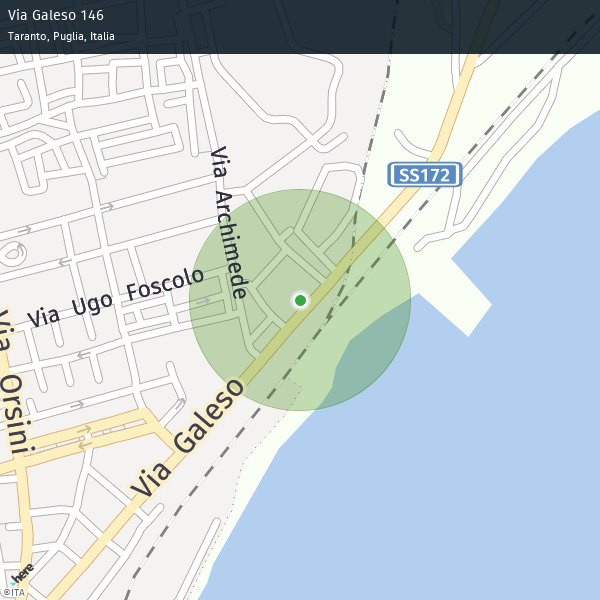 Via Galeso 146
Taranto, Puglia, Italia
Via Archimede
SS172
Via Ugo Foscolo
Via Orsini
Via Galeso
here
©ITA